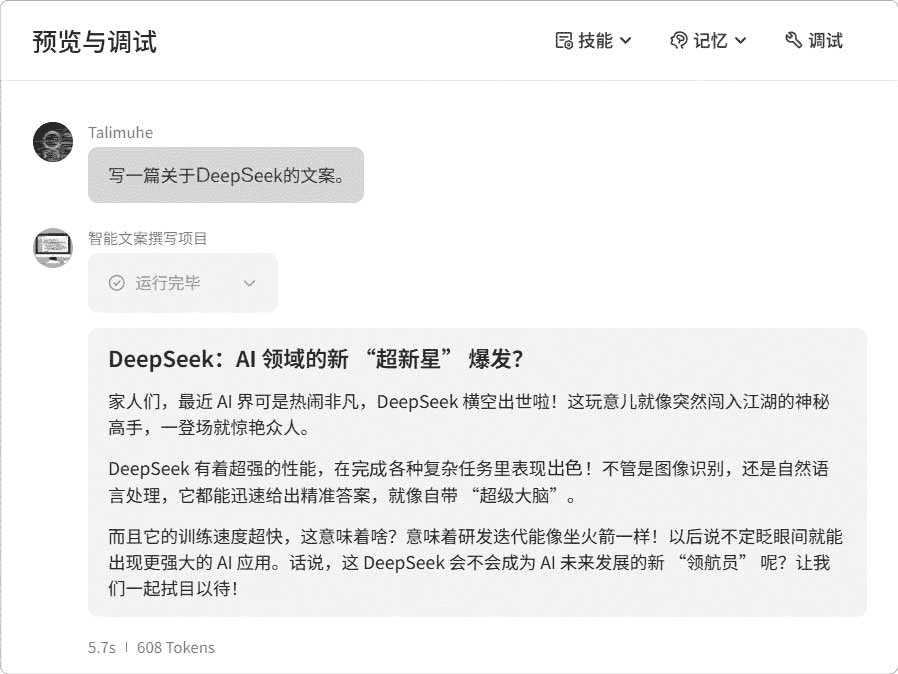 预览与调试
技能
记忆
调试
Talimuhe
写一篇关于DeepSeek的文案。
智能文案撰写项目
运行完毕
DeepSeek：AI 领域的新 “超新星” 爆发？
家人们，最近 AI 界可是热闹非凡，DeepSeek 横空出世啦！这玩意儿就像突然闯入江湖的神秘
高手，一登场就惊艳众人。
DeepSeek 有着超强的性能，在完成各种复杂任务里表现出色！不管是图像识别，还是自然语
言处理，它都能迅速给出精准答案，就像自带 “超级大脑”。
而且它的训练速度超快，这意味着啥？意味着研发迭代能像坐火箭一样！以后说不定眨眼间就能
出现更强大的 AI 应用。话说，这 DeepSeek 会不会成为 AI 未来发展的新 “领航员” 呢？让我
们一起拭目以待！
5.7s | 608 Tokens